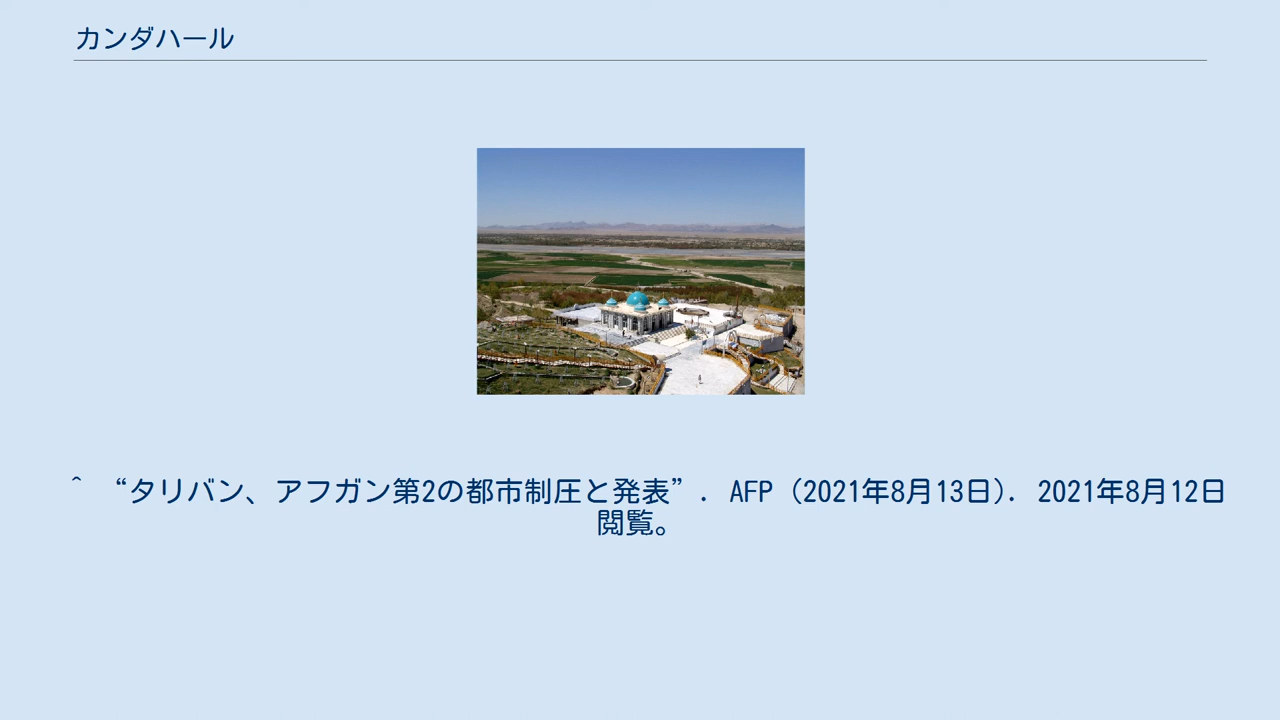 カンダハール
^ “タリバン、アフガン第2の都市制圧と発表”. AFP (2021年8月13日). 2021年8月12日
閲覧。